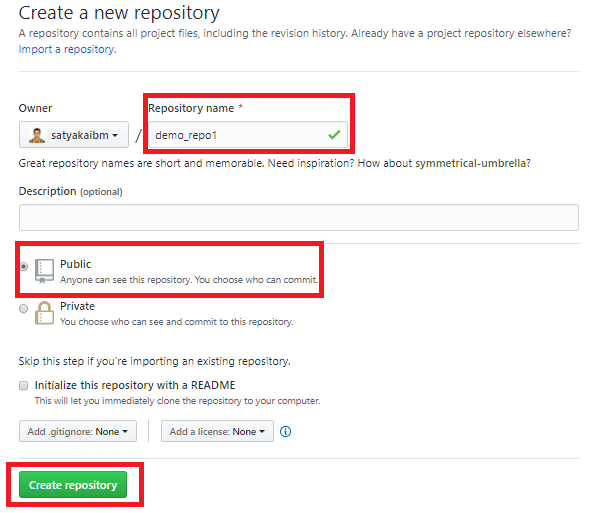 Create a new repository
A repository contains all project files, including the revision history. Already have a project repository elsewhere?
Import a repository.
Owner
Repository name *
satyakaibm
/
demo_repo1
Great repository names are short and memorable. Need inspiration? How about symmetrical-umbrella?
Description (optional)
Public
Anyone can see this repository. You choose who can commit.
Private
You choose who can see and commit to this repository.
Skip this step if you're importing an existing repository.
Initialize this repository with a README
This will let you immediately clone the repository to your computer.
Add .gitignore: None
Add a license: None
Create repository